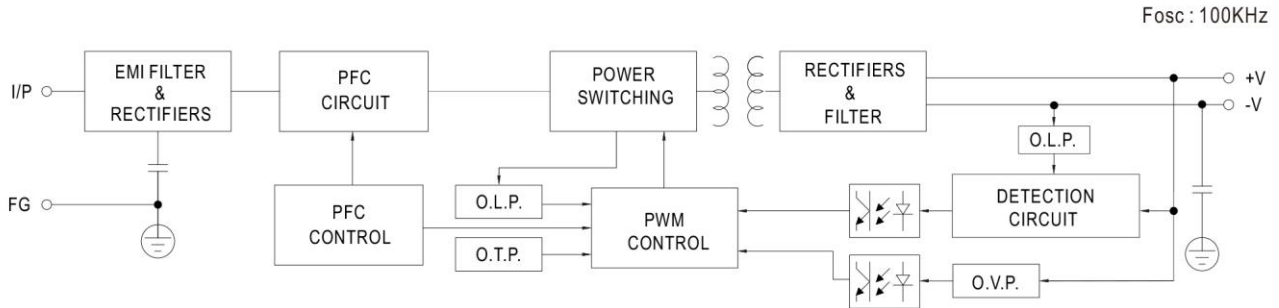 Fosc : 100KHz
I/P
EMI FILTER
&
RECTIFIERS
PFC
CIRCUIT
POWER
SWITCHING
RECTIFIERS
&
FILTER
+V
-V
O.L.P.
FG
PFC
CONTROL
O.L.P.
O.T.P.
PWM
CONTROL
DETECTION
CIRCUIT
O.V.P.